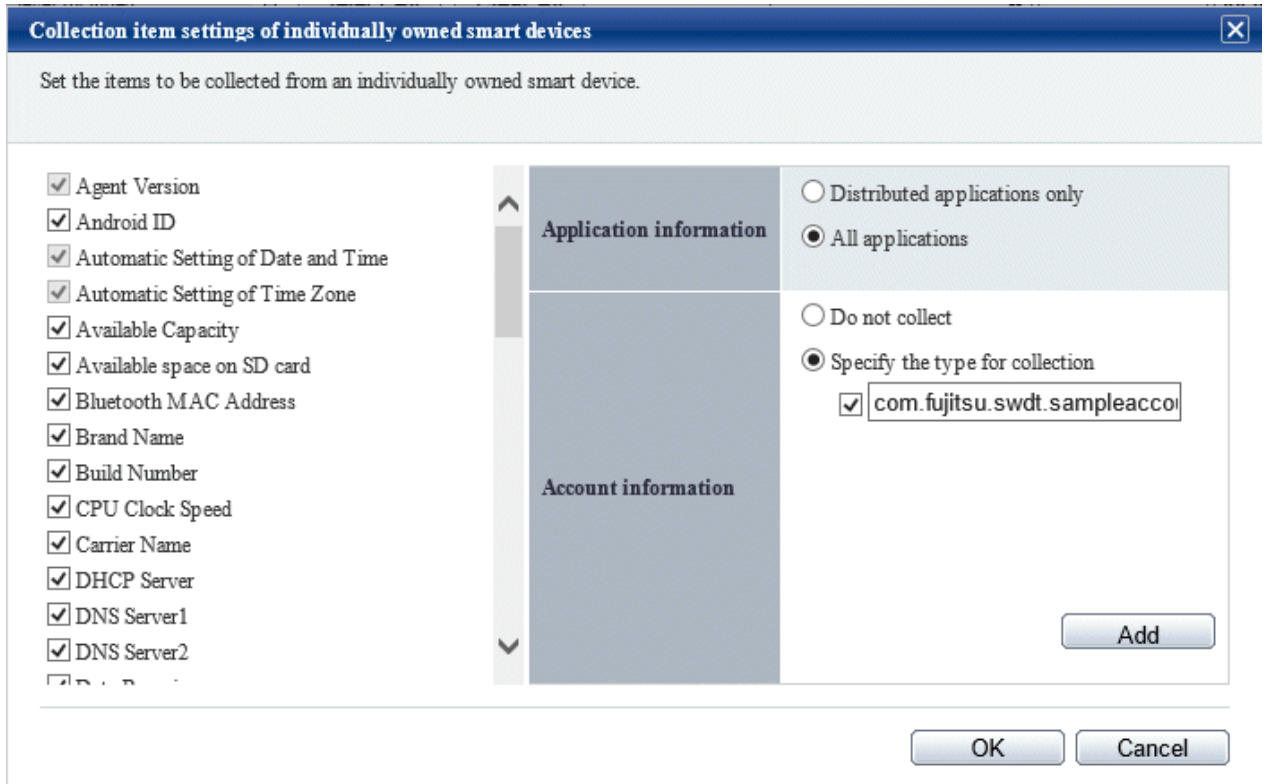 Collection item settings of individually owned smart devices
Set the items to be collected from an individually owned smart device.
Agent Version
Android ID
Automatic Setting of Date and Time
Automatic Setting of Time Zone
Available Capacity
Available space on SD card
Bluetooth MAC Address
Brand Name
Build Number
CPU Clock Speed
Carrier Name
DHCP Server
DNS Server1
DNS Server2
Application information
Distributed applications only
All applications
Account information
Do not collect
Specify the type for collection
com.fujitsu.swdt.sampleaccou
Add
OK
Cancel